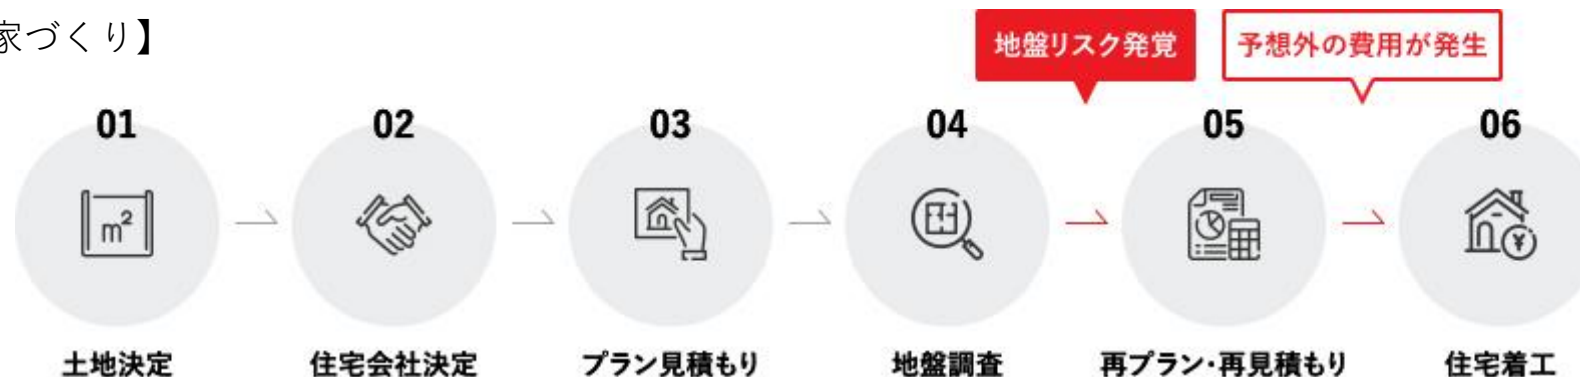 家づくり】
地盤リスク発覚
予想外の費用が発生
01
02
03
04
05
06
m²
¥
土地決定
住宅会社決定
プラン見積もり
地盤調査
再プラン・再見積もり
住宅着工